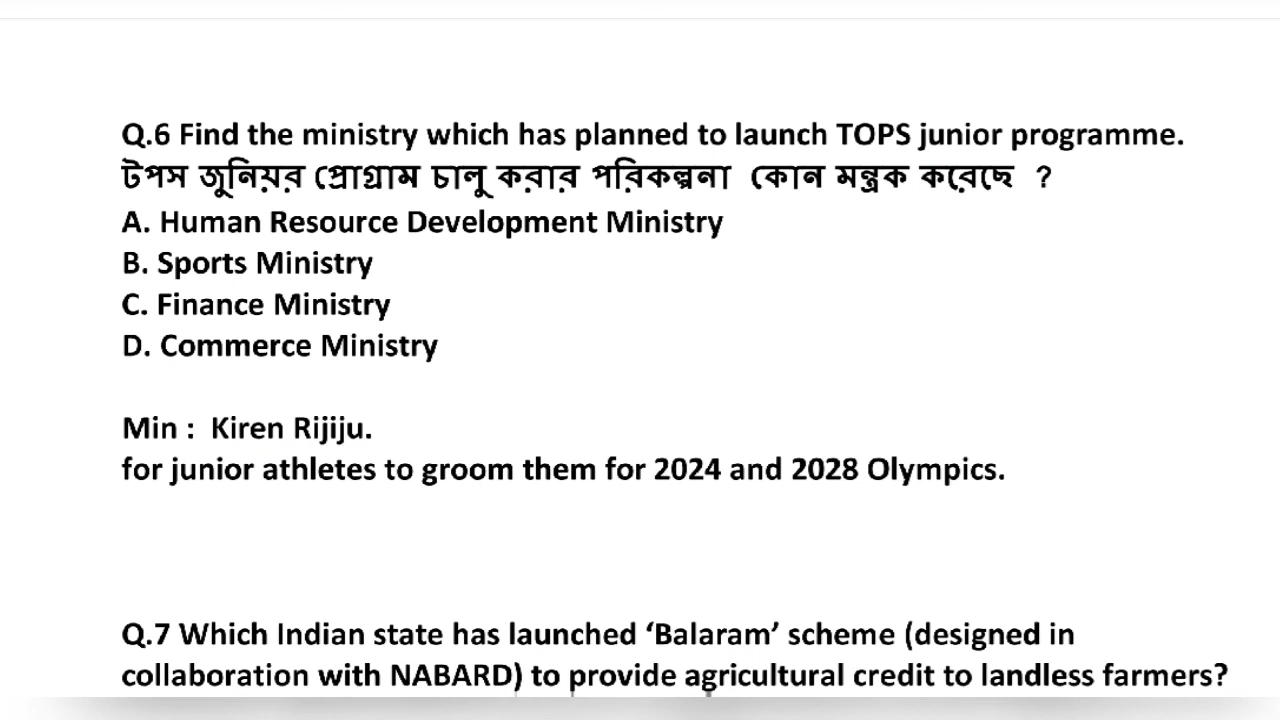 Q.6 Find the ministry which has planned to launch TOPS junior programme.
টপস জুনিয়র প্রোগ্রাম চালু করার পরিকল্পনা কোন মন্ত্রক করেছে ?
A. Human Resource Development Ministry
B. Sports Ministry
C. Finance Ministry
D. Commerce Ministry
Min : Kiren Rijiju.
for junior athletes to groom them for 2024 and 2028 Olympics.
Q.7 Which Indian state has launched ‘Balaram’ scheme (designed in
collaboration with NABARD) to provide agricultural credit to landless farmers?